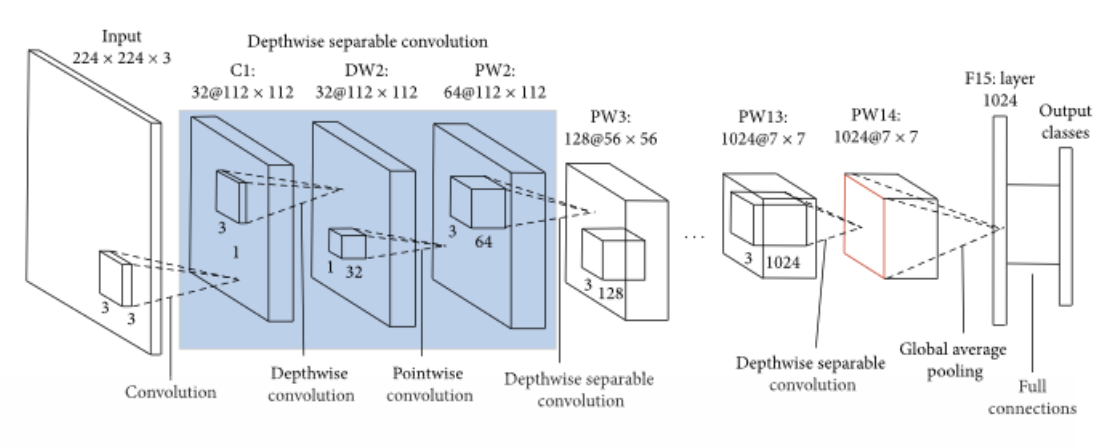 Input
224 × 224 × 3
Depthwise separable convolution
C1:
32@112 × 112
DW2:
32@112 × 112
PW2:
64@112 × 112
PW3:
128@56 × 56
PW13:
1024@7 × 7
PW14:
1024@7 × 7
F15: layer
1024
Output
classes
3
3
3
1
1
32
3
64
3
128
...
3
1024
Convolution
Depthwise
convolution
Pointwise
convolution
Depthwise separable
convolution
Depthwise separable
convolution
Global average
pooling
Full
connections